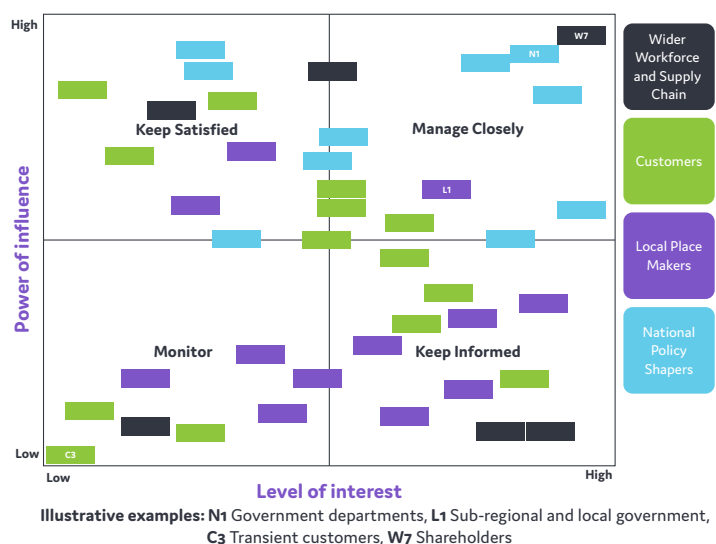 High
W7
N1
Wider
Workforce
and Supply
Chain
Keep Satisfied
Manage Closely
Customers
L1
Power of influence
Local Place
Makers
National
Policy
Shapers
Monitor
Keep Informed
Low
C3
Low
High
Level of interest
Illustrative examples: N1 Government departments, L1 Sub-regional and local government,
C3 Transient customers, W7 Shareholders